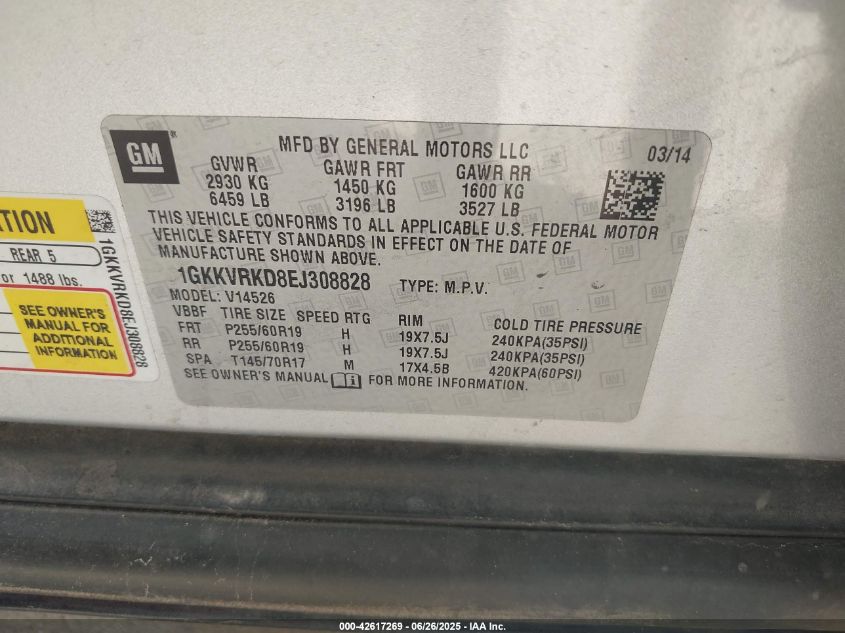 GM
MFD BY GENERAL MOTORS LLC
03/14
GVWR GAWR FRT GAWR RR
2930 KG 1450 KG 1600 KG
6459 LB 3196 LB 3527 LB
THIS VEHICLE CONFORMS TO ALL APPLICABLE U.S. FEDERAL MOTOR
VEHICLE SAFETY STANDARDS IN EFFECT ON THE DATE OF
MANUFACTURE SHOWN ABOVE.
1GKKVRKD8EJ308828 TYPE: M.P.V.
MODEL: V14526
VBBF TIRE SIZE SPEED RTG RIM COLD TIRE PRESSURE
FRT P255/60R19 H 19X7.5J 240KPA(35PSI)
RR P255/60R19 H 19X7.5J 240KPA(35PSI)
SPA T145/70R17 M 17X4.5B 420KPA(60PSI)
SEE OWNER'S MANUAL FOR MORE INFORMATION.
REAR 5
or 1488 lbs.
SEE OWNER'S
MANUAL FOR
ADDITIONAL
INFORMATION
1GKKVRKD8EJ308828
000-42617269 - 06/26/2025 - IAA Inc.